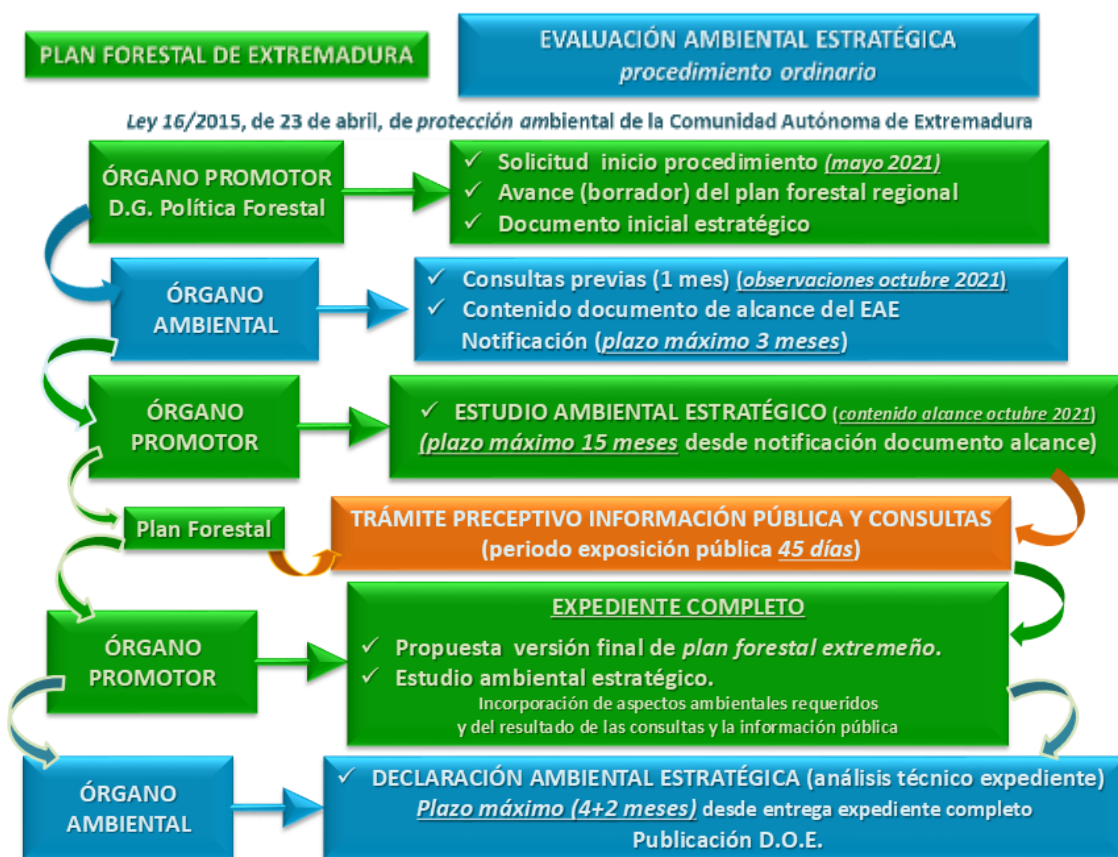 PLAN FORESTAL DE EXTREMADURA
EVALUACIÓN AMBIENTAL ESTRATÉGICA
procedimiento ordinario
Ley 16/2015, de 23 de abril, de protección ambiental de la Comunidad Autónoma de Extremadura
ÓRGANO PROMOTOR
D.G. Política Forestal
✓ Solicitud inicio procedimiento (mayo 2021)
✓ Avance (borrador) del plan forestal regional
✓ Documento inicial estratégico
ÓRGANO
AMBIENTAL
✓ Consultas previas (1 mes) (observaciones octubre 2021)
✓ Contenido documento de alcance del EAE
Notificación (plazo máximo 3 meses)
ÓRGANO
PROMOTOR
✓ ESTUDIO AMBIENTAL ESTRATÉGICO (contenido alcance octubre 2021)
(plazo máximo 15 meses desde notificación documento alcance)
Plan Forestal
TRÁMITE PRECEPTIVO INFORMACIÓN PÚBLICA Y CONSULTAS
(periodo exposición pública 45 días)
ÓRGANO
PROMOTOR
EXPEDIENTE COMPLETO
✓ Propuesta versión final de plan forestal extremeño.
✓ Estudio ambiental estratégico.
Incorporación de aspectos ambientales requeridos
y del resultado de las consultas y la información pública
ÓRGANO
AMBIENTAL
✓ DECLARACIÓN AMBIENTAL ESTRATÉGICA (análisis técnico expediente)
Plazo máximo (4+2 meses) desde entrega expediente completo
Publicación D.O.E.